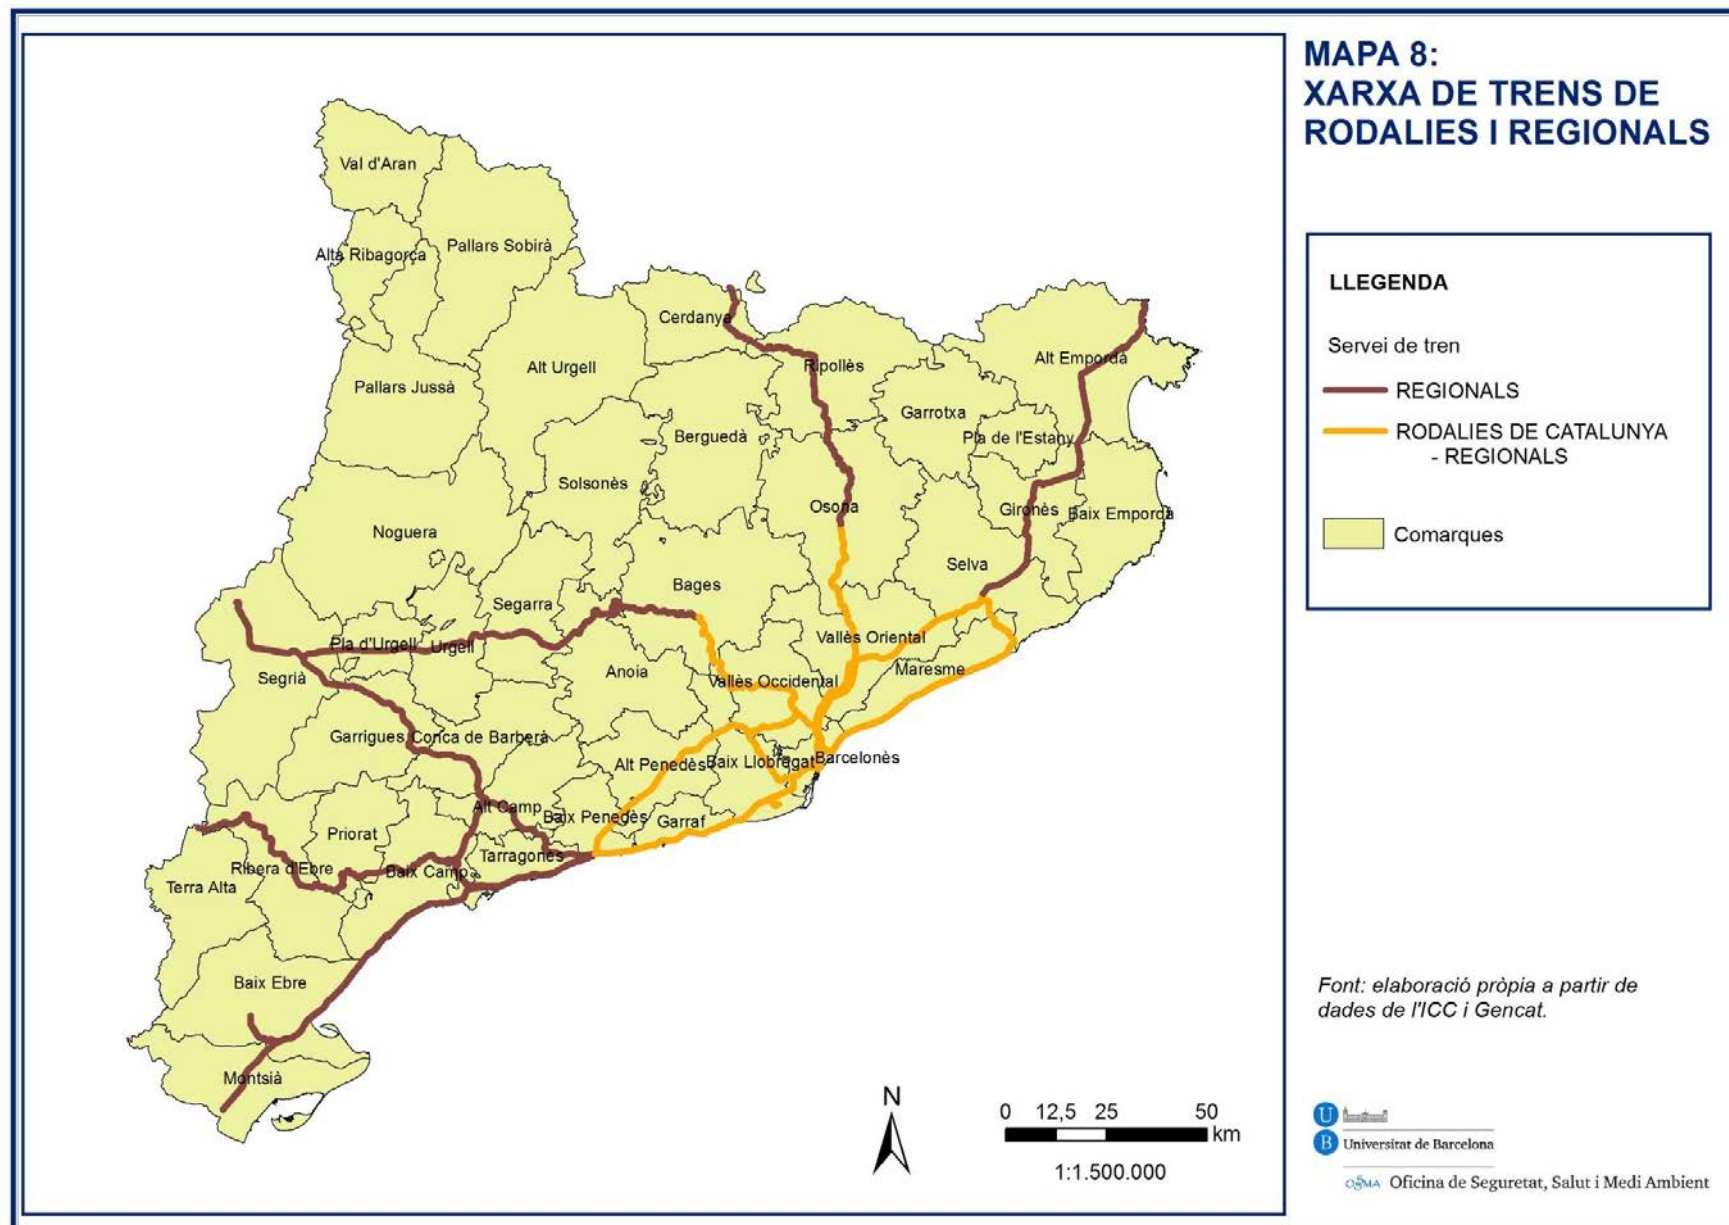 MAPA 8:
XARXA DE TRENS DE
RODALIES I REGIONALS
LLEGENDA
Servei de tren
REGIONALS
RODALIES DE CATALUNYA
- REGIONALS
Comarques
Val d'Aran
Pallars Sobirà
Alta Ribagorça
Cerdanya
Alt Empordà
Ripollès
Alt Urgell
Pallars Jussà
Garrotxa
Berguedà
Pla de l'Estany
Solsonès
Osona
Gironès
Baix Empordà
Noguera
Selva
Bages
Segarra
Vallès Oriental
Pla d'Urgell
Urgell
Maresme
Anoia
Segrià
Vallès Occidental
Garrigues
Conca de Barberà
Alt Penedès
Baix Llobregat
Barcelonès
Alt Camp
Baix Penedès
Garraf
Priorat
Tarragonès
Ribera d'Ebre
Baix Camp
Terra Alta
Baix Ebre
Montsià
N
0 12,5 25 50
km
1:1.500.000
Font: elaboració pròpia a partir de
dades de l'ICC i Gencat.
U
B Universitat de Barcelona
OSSMA Oficina de Seguretat, Salut i Medi Ambient